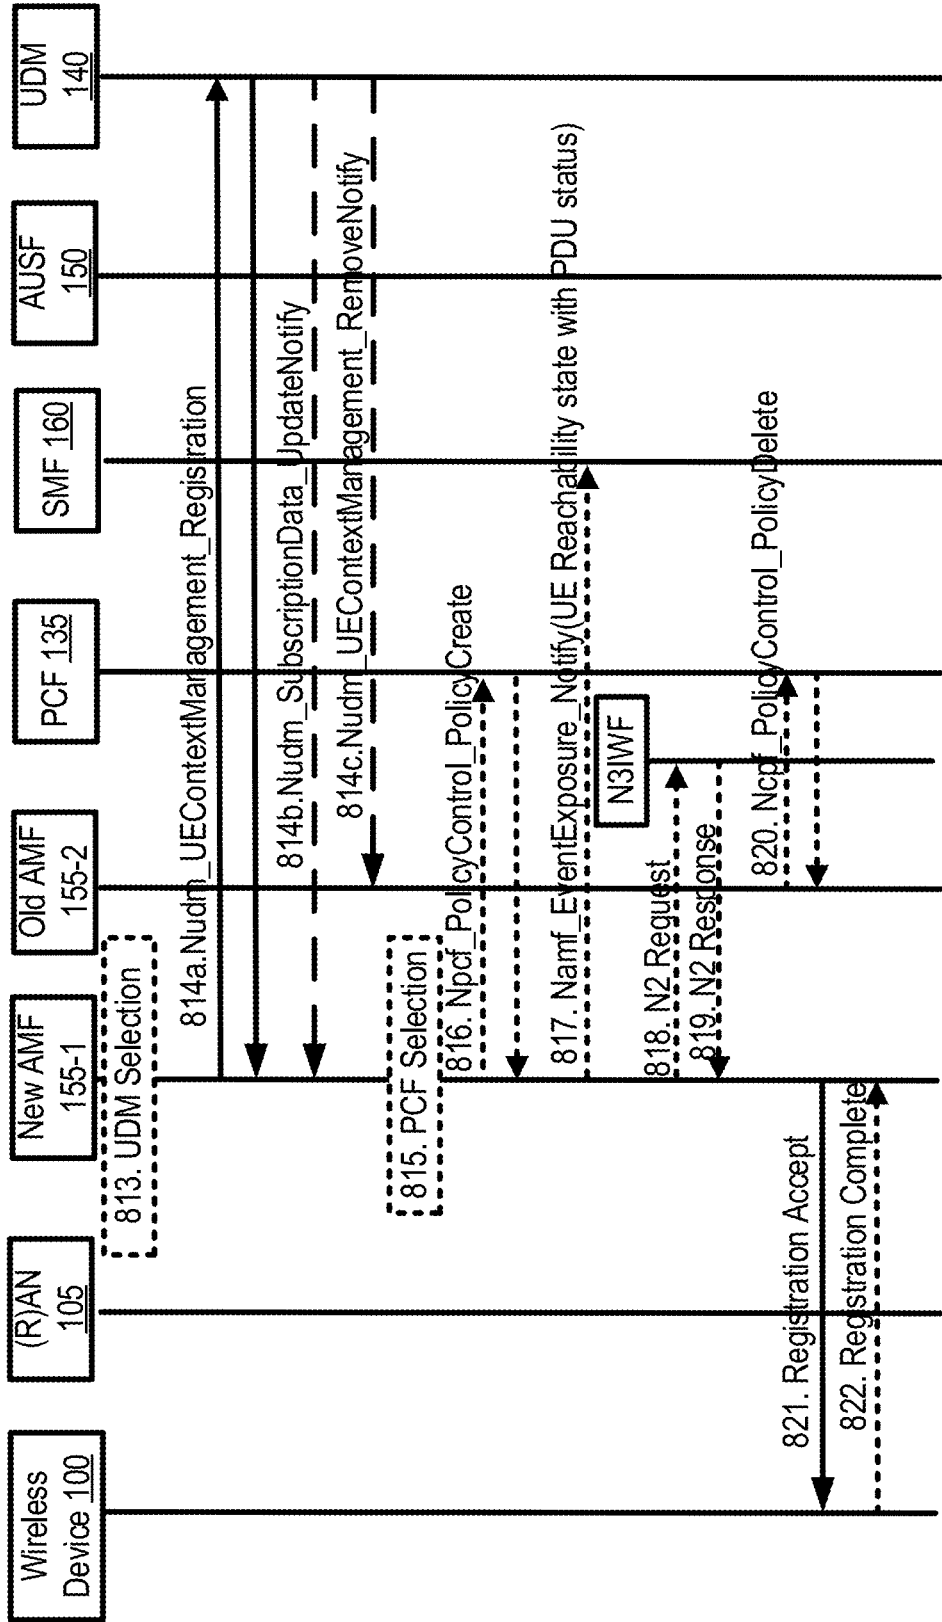 Wireless
Device 100
(R)AN
105
New AMF
155-1
Old AMF
155-2
PCF 135
SMF 160
AUSF
150
UDM
140
813. UDM Selection
814a.Nudm_UEContextManagement_Registration
814b.Nudm_SubscriptionData_UpdateNotify
814c.Nudm_UEContextManagement_RemoveNotify
815. PCF Selection
816. Npcf_PolicyControl_PolicyCreate
817. Namf_EventExposure_Notify(UE Reachability state with PDU status)
N3IWF
818. N2 Request
819. N2 Response
820. Ncpf_PolicyControl_PolicyDelete
821. Registration Accept
822. Registration Complete